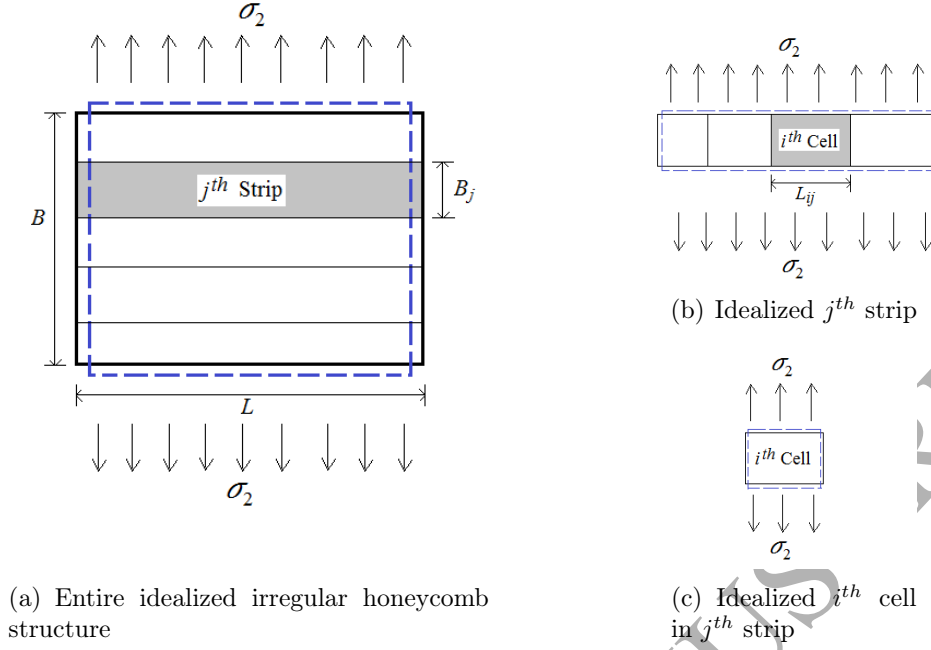 σ₂
B
jᵗʰ Strip
Bⱼ
L
σ₂
(a) Entire idealized irregular honeycomb
structure
σ₂
iᵗʰ Cell
Lᵢⱼ
σ₂
(b) Idealized jᵗʰ strip
σ₂
iᵗʰ Cell
σ₂
(c) Idealized iᵗʰ cell
in jᵗʰ strip